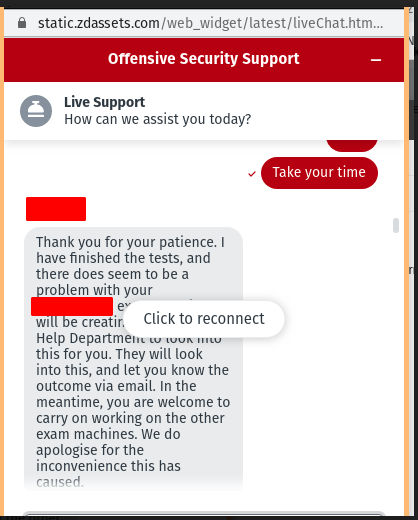 static.zdassets.com/web_widget/latest/liveChat.htm...
Offensive Security Support
Live Support
How can we assist you today?
Take your time
Thank you for your patience. I
have finished the tests, and
there does seem to be a
problem with your
Click to reconnect
will be creatin
Help Department to look into
this for you. They will look
into this, and let you know the
outcome via email. In the
meantime, you are welcome to
carry on working on the other
exam machines. We do
apologise for the
inconvenience this has
caused.